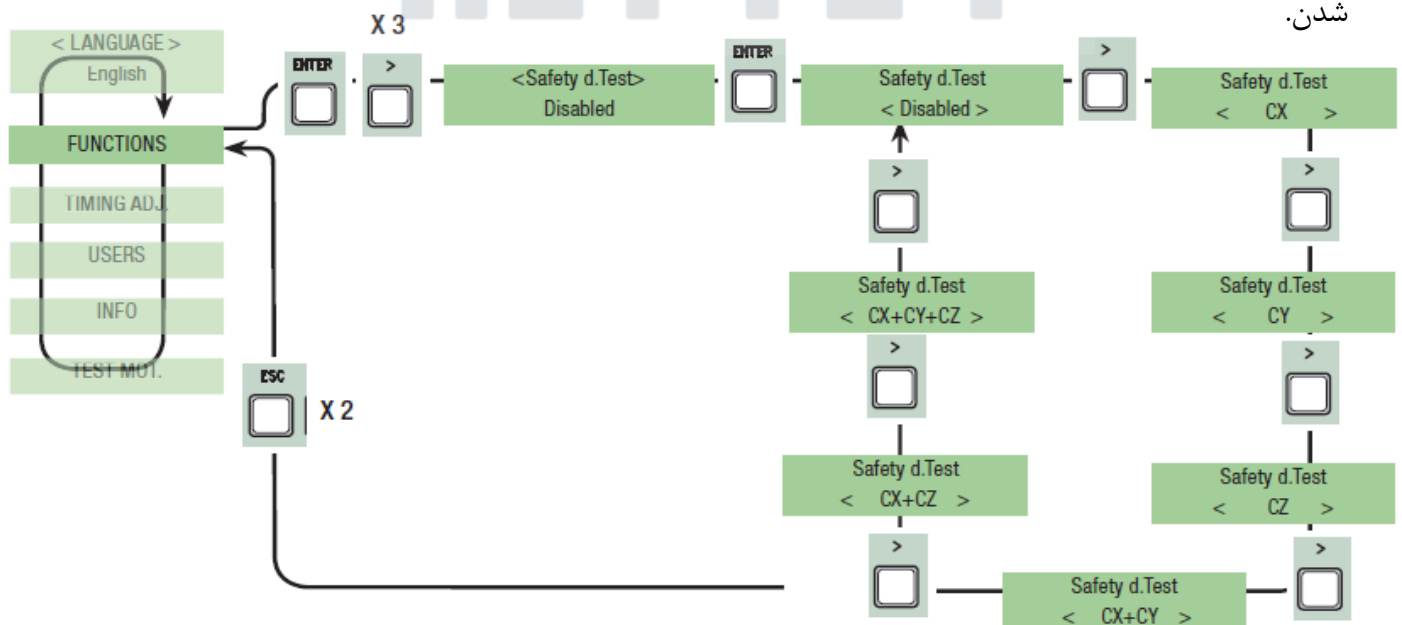 شدن.
X 3
< LANGUAGE >
English
FUNCTIONS
TIMING ADJ.
USERS
INFO
TEST MOT.
ENTER
>
<Safety d.Test>
Disabled
ENTER
Safety d.Test
< Disabled >
>
Safety d.Test
< CX >
>
Safety d.Test
< CY >
>
Safety d.Test
< CZ >
>
Safety d.Test
< CX+CY >
>
Safety d.Test
< CX+CZ >
>
Safety d.Test
< CX+CY+CZ >
>
ESC
X 2